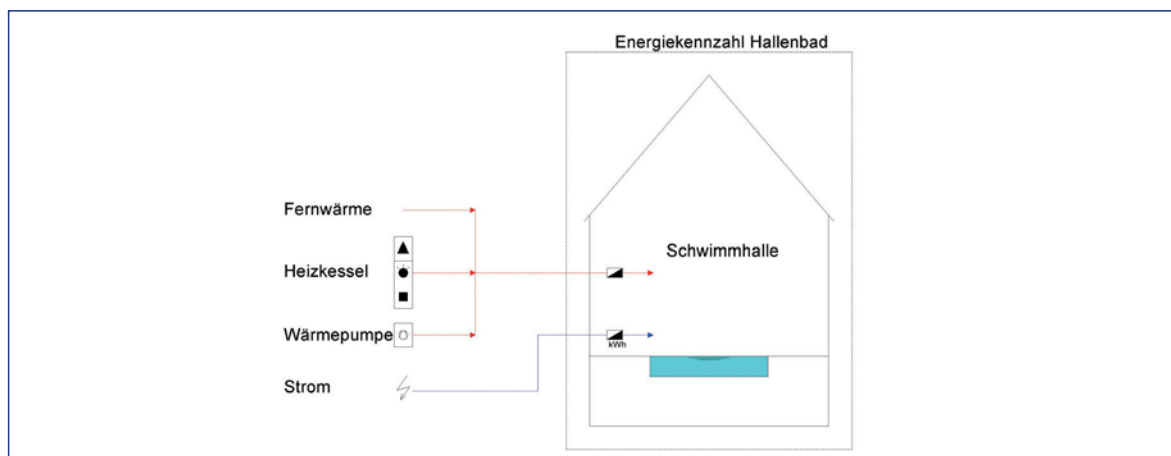 Energiekennzahl Hallenbad
Fernwärme
Schwimmhalle
Heizkessel
Wärmepumpe
kWh
Strom